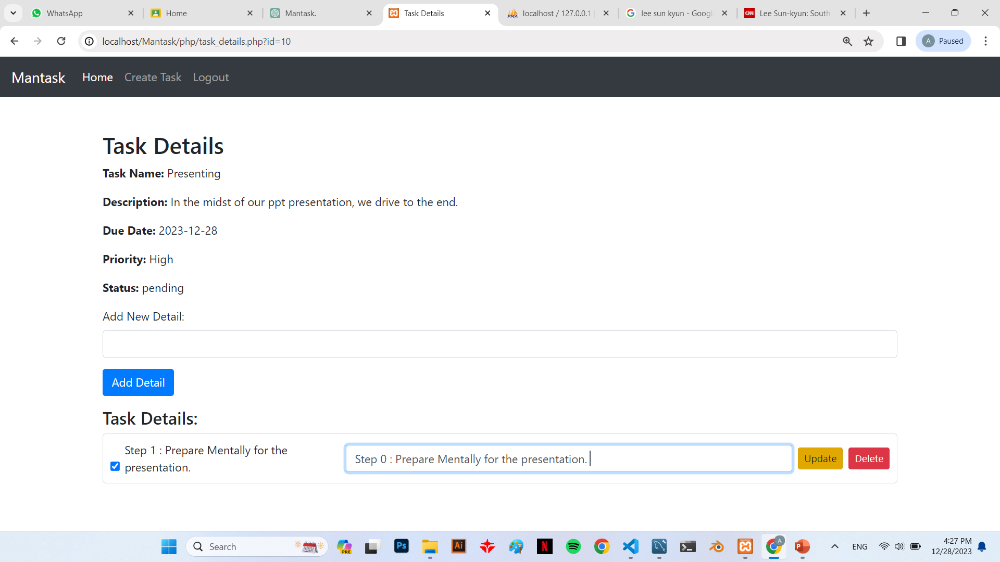 WhatsApp
Home
Mantask.
Task Details
localhost / 127.0.0.1 |
lee sun kyun - Googl
CNN
Lee Sun-kyun: South
localhost/Mantask/php/task_details.php?id=10
A
Paused
Mantask
Home
Create Task
Logout
Task Details
Task Name: Presenting
Description: In the midst of our ppt presentation, we drive to the end.
Due Date: 2023-12-28
Priority: High
Status: pending
Add New Detail:
Add Detail
Task Details:
Step 1 : Prepare Mentally for the
presentation.
Step 0 : Prepare Mentally for the presentation.
Update
Delete
Search
PRE
Ps
Ai
N
A
P
ENG
4:27 PM
12/28/2023